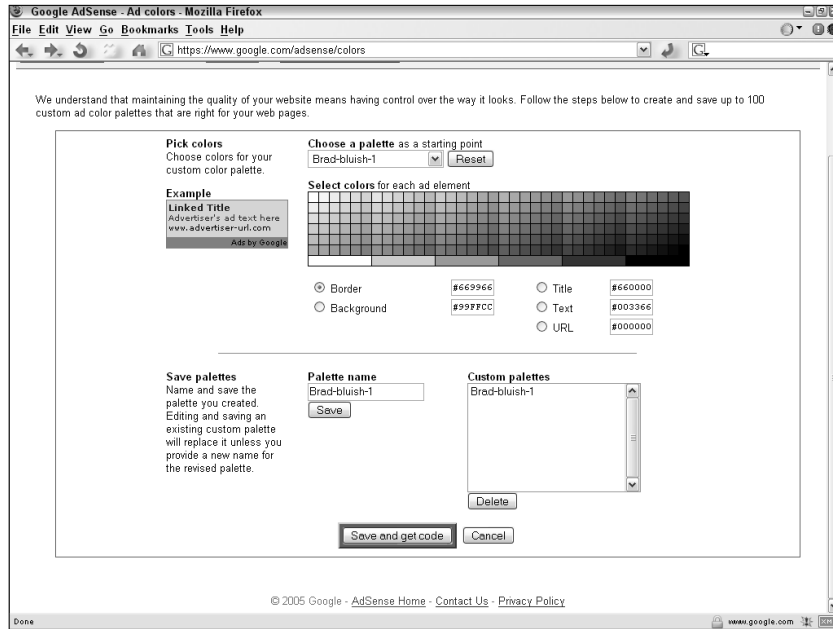 Google AdSense - Ad colors - Mozilla Firefox
File Edit View Go Bookmarks Tools Help
G https://www.google.com/adsense/colors
G
We understand that maintaining the quality of your website means having control over the way it looks. Follow the steps below to create and save up to 100
custom ad color palettes that are right for your web pages.
Pick colors
Choose colors for your
custom color palette.
Choose a palette as a starting point
Brad-bluish-1 Reset
Example
Linked Title
Advertiser's ad text here
www.advertiser-url.com
Ads by Google
Select colors for each ad element
Border #669966 Title #660000
Background #99FFCC Text #003366
URL #000000
Save palettes
Name and save the
palette you created.
Editing and saving an
existing custom palette
will replace it unless you
provide a new name for
the revised palette.
Palette name
Brad-bluish-1
Save
Custom palettes
Brad-bluish-1
Delete
Save and get code Cancel
© 2005 Google - AdSense Home - Contact Us - Privacy Policy
Done www.google.com